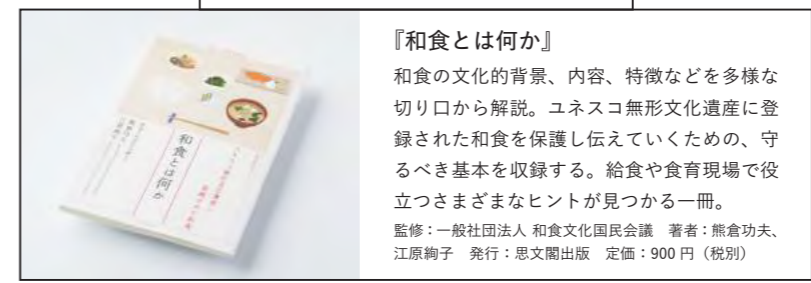 『和食とは何か』
和食の文化的背景、内容、特徴などを多様な
切り口から解説。ユネスコ無形文化遺産に登
録された和食を保護し伝えていくための、守
るべき基本を収録する。給食や食育現場で役
立つさまざまなヒントが見つかる一冊。
監修：一般社団法人 和食文化国民会議　著者：熊倉功夫、
江原絢子　発行：思文閣出版　定価：900 円（税別）
和食とは何か